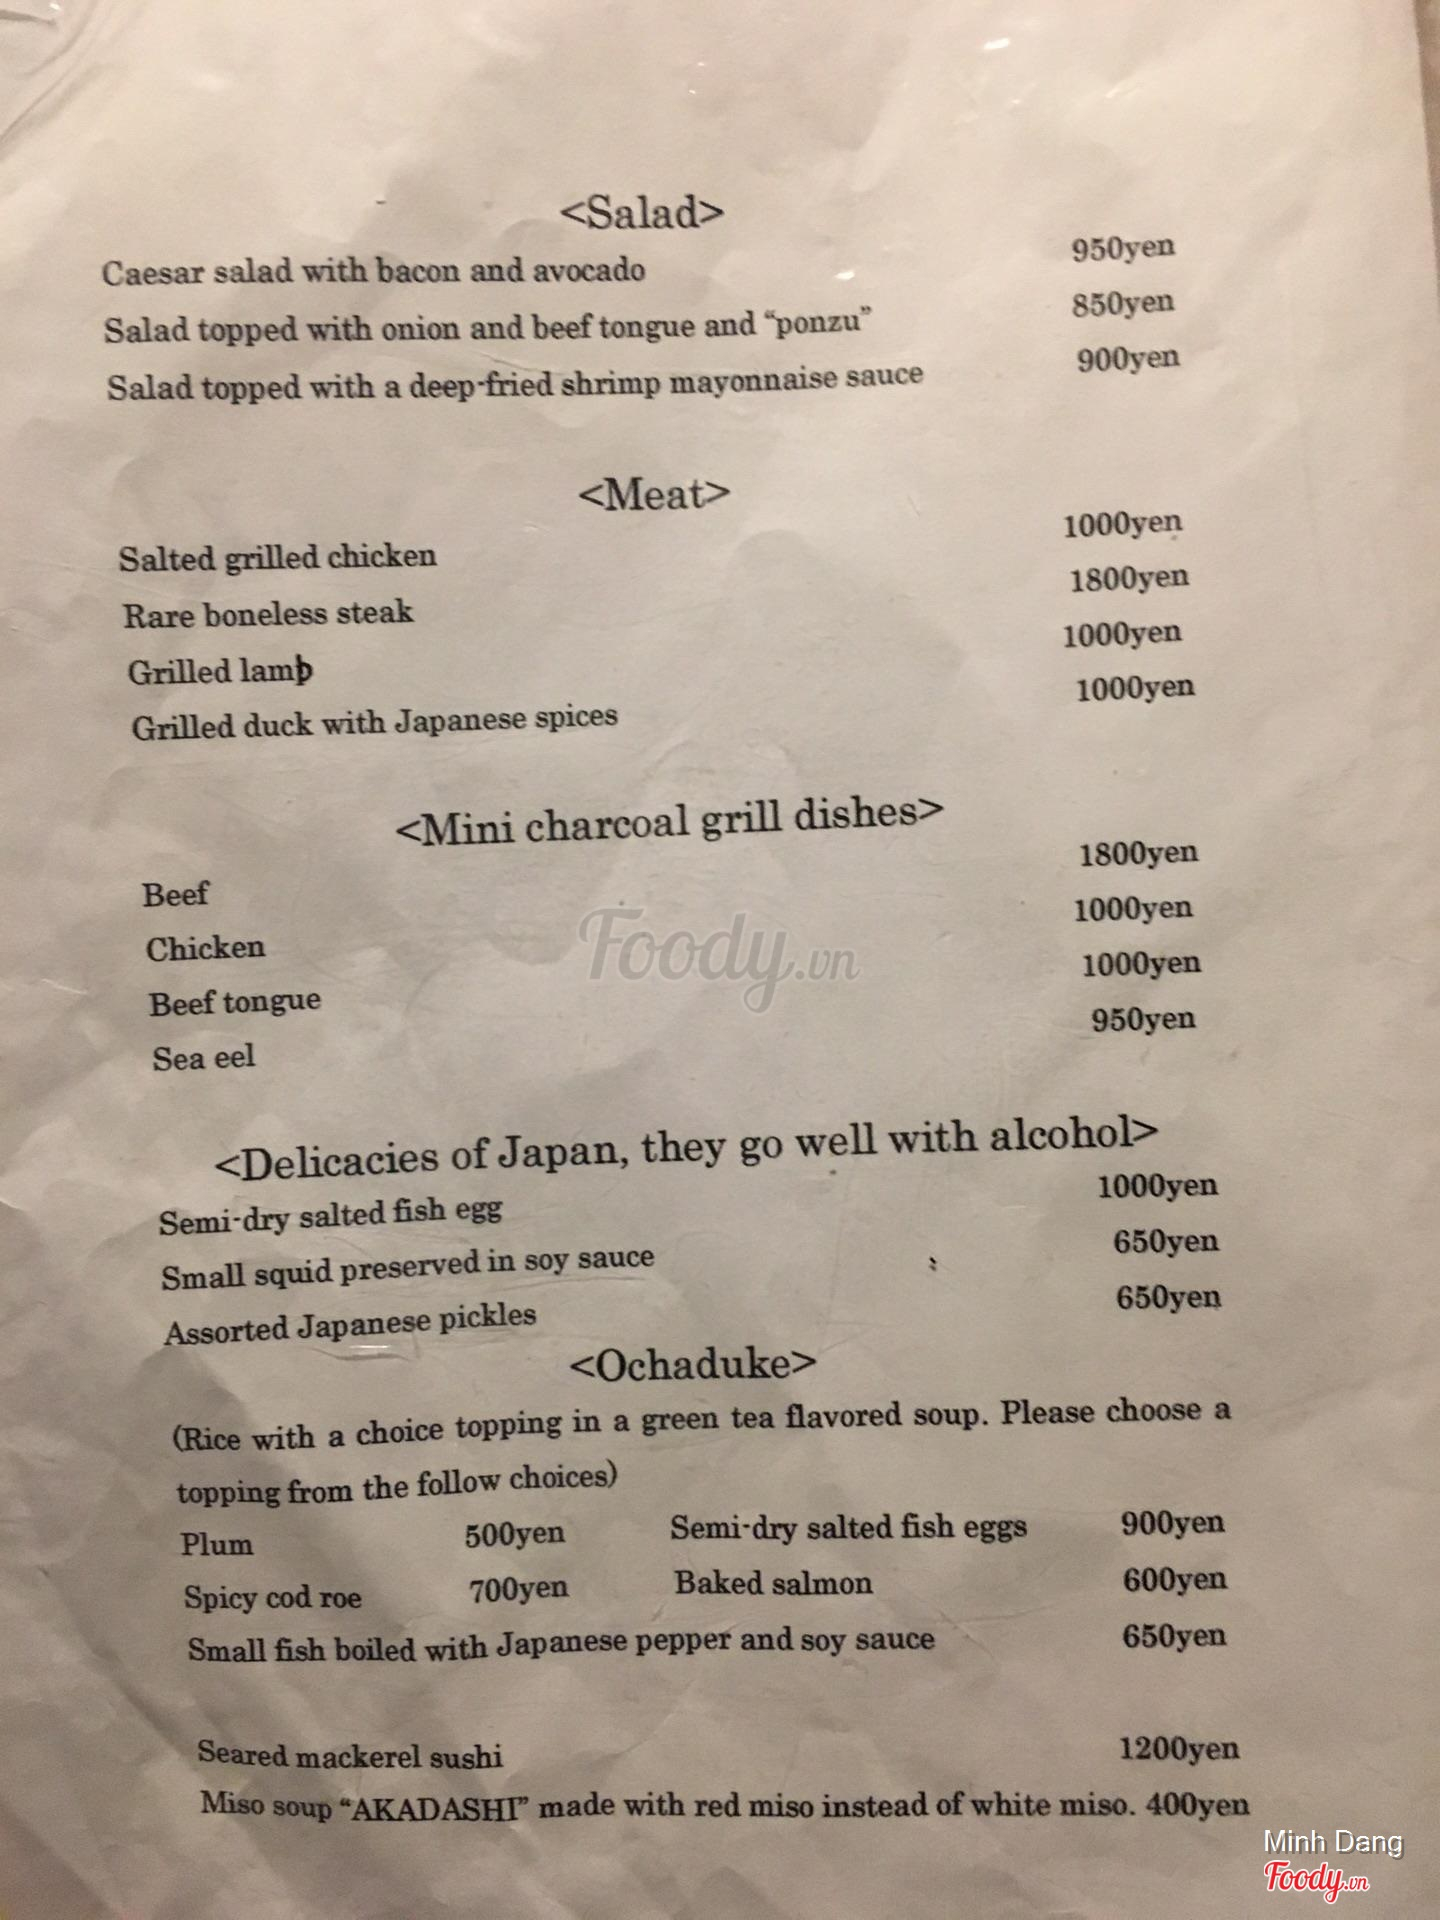 <Salad>
Caesar salad with bacon and avocado 950yen
Salad topped with onion and beef tongue and “ponzu” 850yen
Salad topped with a deep-fried shrimp mayonnaise sauce 900yen
<Meat>
Salted grilled chicken 1000yen
Rare boneless steak 1800yen
Grilled lamb 1000yen
Grilled duck with Japanese spices 1000yen
<Mini charcoal grill dishes>
Beef 1800yen
Chicken 1000yen
Beef tongue 1000yen
Sea eel 950yen
Foody.vn
<Delicacies of Japan, they go well with alcohol>
Semi-dry salted fish egg 1000yen
Small squid preserved in soy sauce 650yen
Assorted Japanese pickles 650yen
<Ochaduke>
(Rice with a choice topping in a green tea flavored soup. Please choose a
topping from the follow choices)
Plum 500yen Semi-dry salted fish eggs 900yen
Spicy cod roe 700yen Baked salmon 600yen
Small fish boiled with Japanese pepper and soy sauce 650yen
Seared mackerel sushi 1200yen
Miso soup “AKADASHI” made with red miso instead of white miso. 400yen
Minh Dang
Foody.vn